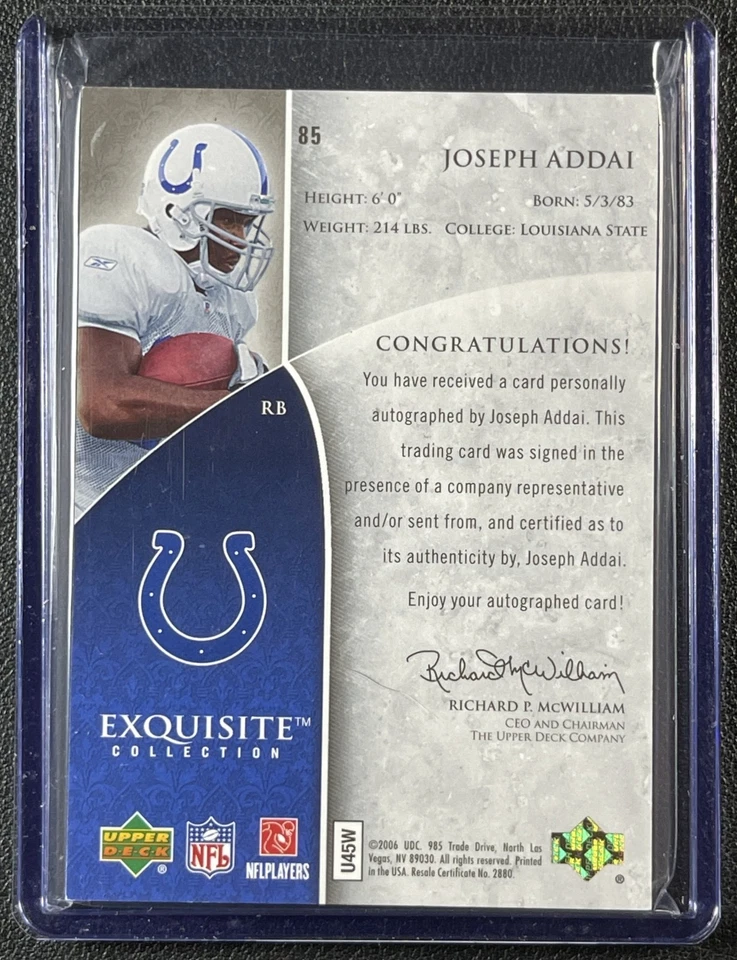 85
JOSEPH ADDAI
HEIGHT: 6' 0" BORN: 5/3/83
WEIGHT: 214 LBS. COLLEGE: LOUISIANA STATE
RB
CONGRATULATIONS!
You have received a card personally
autographed by Joseph Addai. This
trading card was signed in the
presence of a company representative
and/or sent from, and certified as to
its authenticity by, Joseph Addai.
Enjoy your autographed card!
Richard McWilliam
RICHARD P. MCWILLIAM
CEO AND CHAIRMAN
THE UPPER DECK COMPANY
EXQUISITE™
COLLECTION
UPPER
DECK
®
NFL
NFLPLAYERS
U45W
©2006 UDC. 985 Trade Drive, North Las
Vegas, NV 89030. All rights reserved. Printed
in the USA. Resale Certificate No. 2880.
®